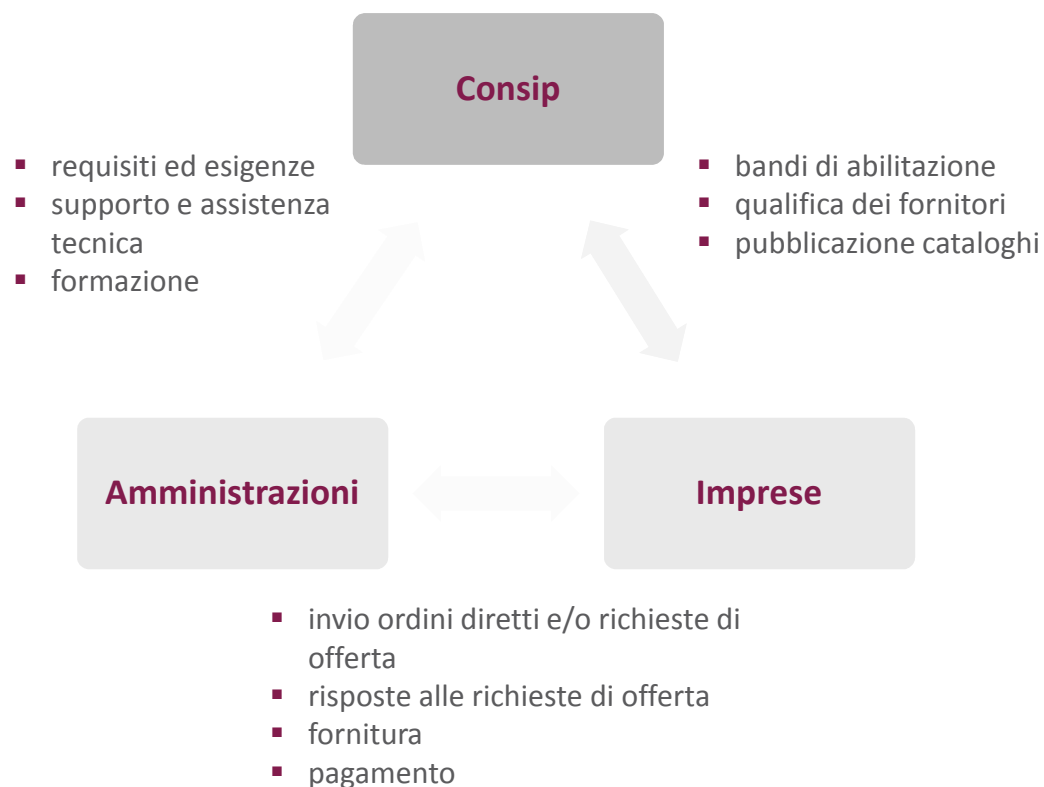 Consip
▪ requisiti ed esigenze
▪ supporto e assistenza
tecnica
▪ formazione
▪ bandi di abilitazione
▪ qualifica dei fornitori
▪ pubblicazione cataloghi
Amministrazioni
Imprese
▪ invio ordini diretti e/o richieste di
offerta
▪ risposte alle richieste di offerta
▪ fornitura
▪ pagamento